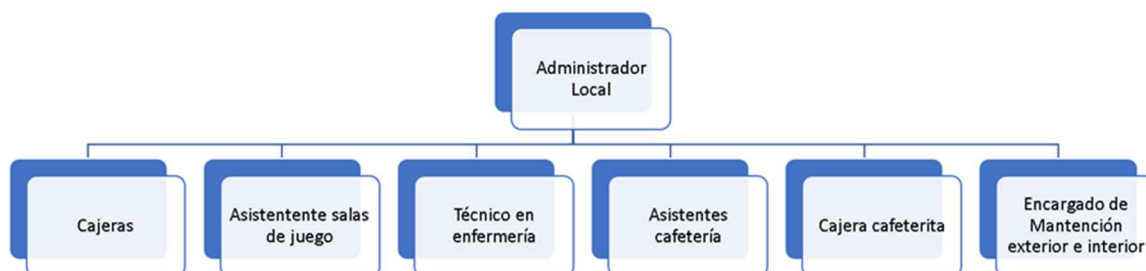 Administrador
Local
Cajeras
Asistentente salas
de juego
Técnico en
enfermería
Asistentes
cafetería
Cajera cafeterita
Encargado de
Mantención
exterior e interior